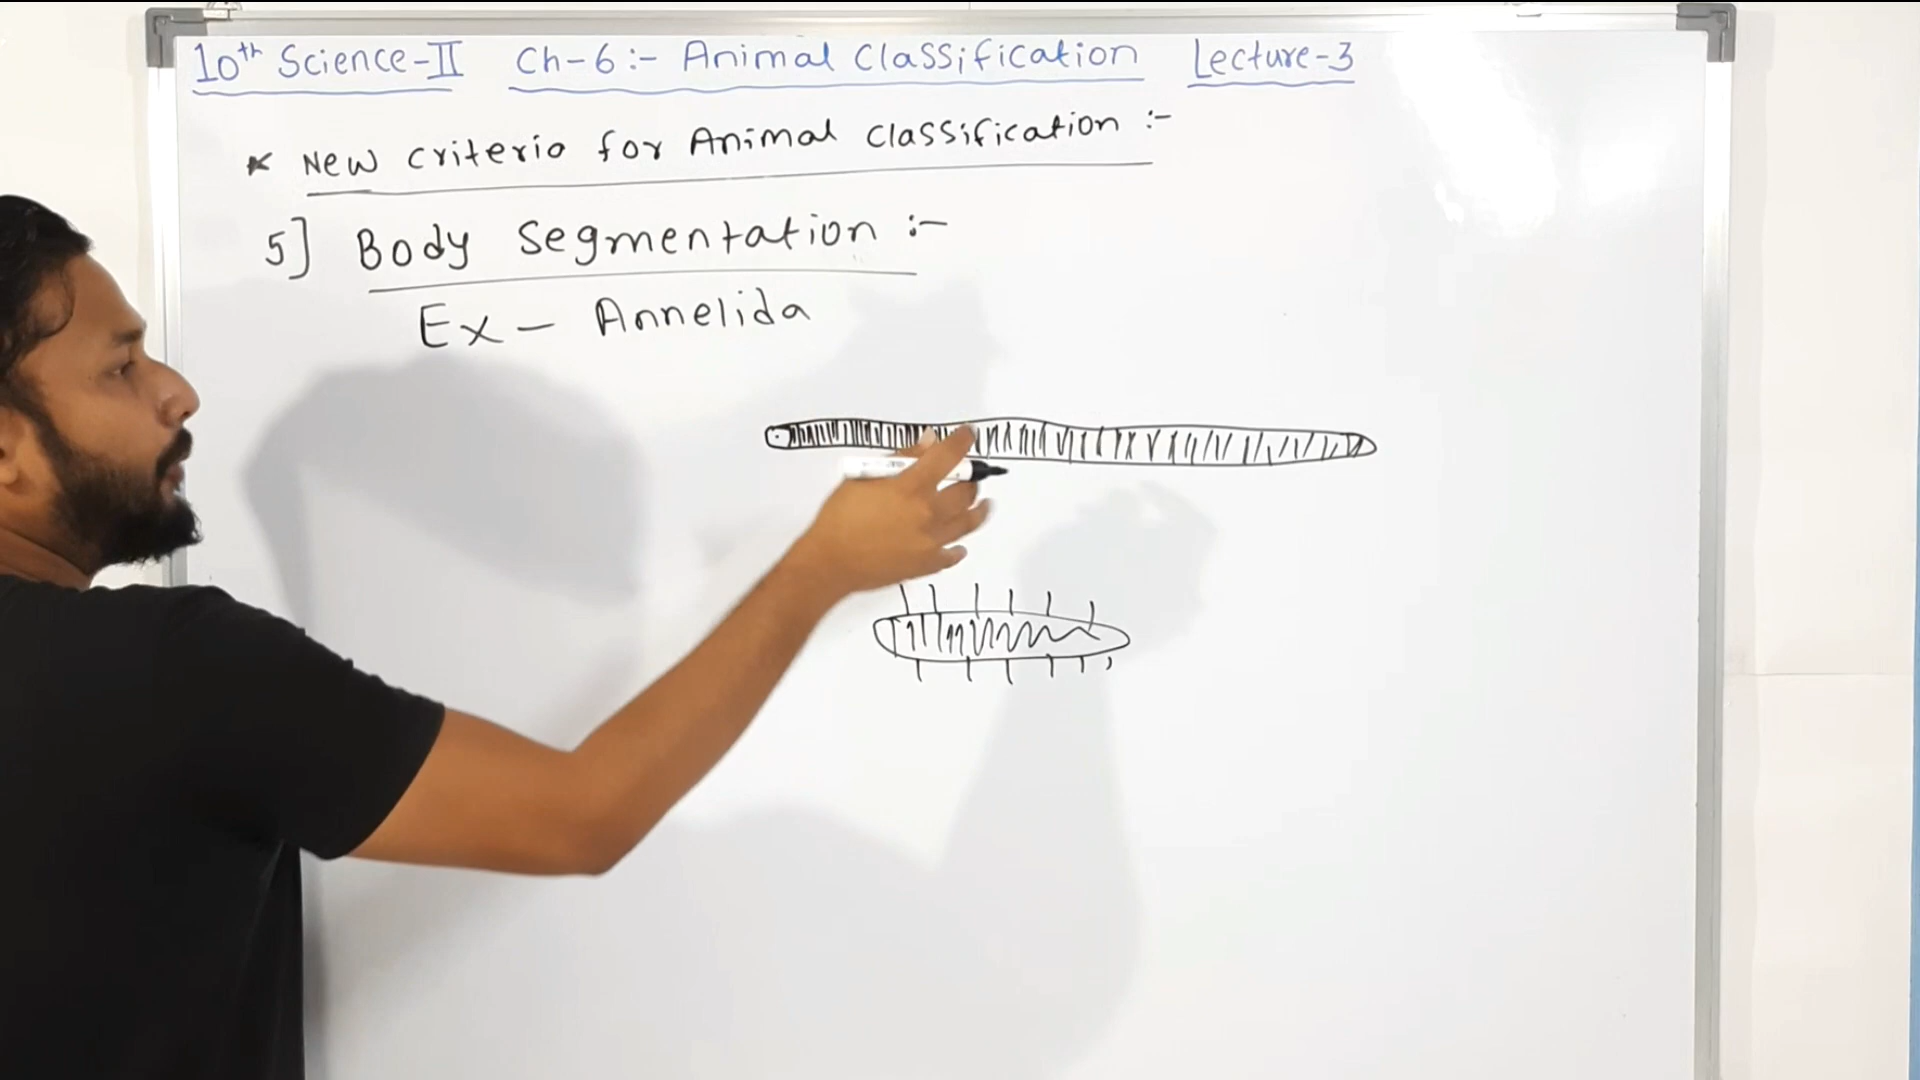 10th Science-II Ch-6:- Animal Classification Lecture-3
* New criteria for Animal classification :-
5] Body segmentation :-
Ex - Annelida